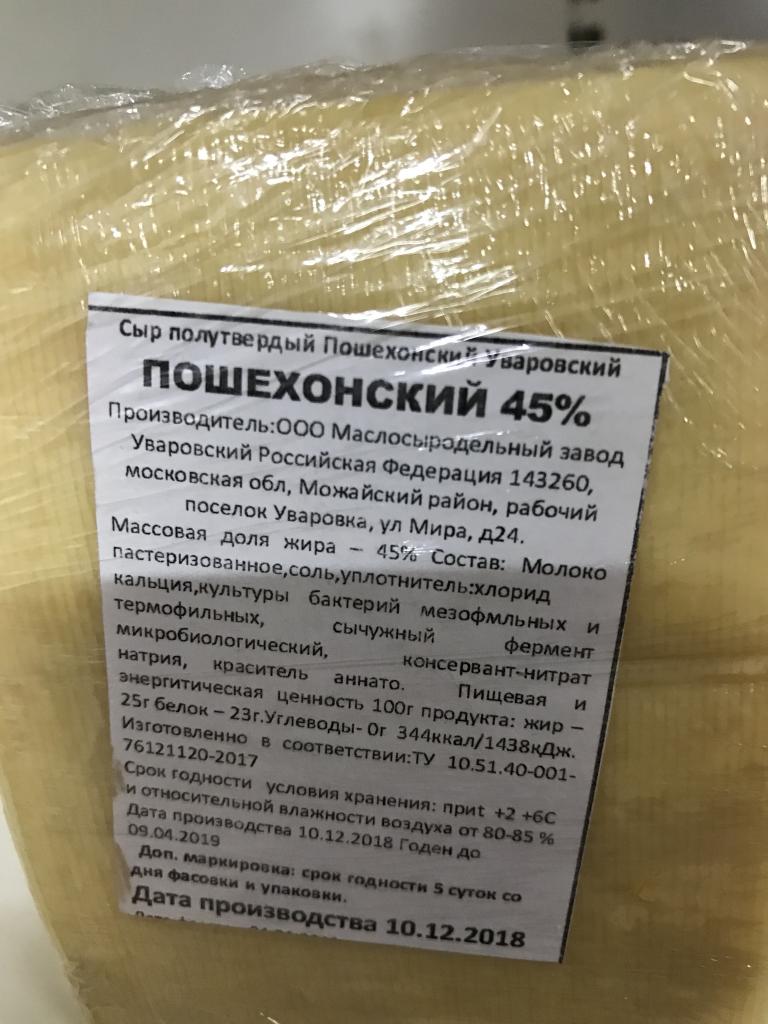 Сыр полутвердый Пошехонский Уваровский
ПОШЕХОНСКИЙ 45%
Производитель:ООО Маслосыродельный завод
Уваровский Российская Федерация 143260,
московская обл, Можайский район, рабочий
поселок Уваровка, ул Мира, д24.
Массовая доля жира – 45% Состав: Молоко
пастеризованное,соль,уплотнитель:хлорид
кальция,культуры бактерий мезофмльных и
термофильных, сычужный фермент
микробиологический, консервант-нитрат
натрия, краситель аннато. Пищевая и
энергитическая ценность 100г продукта: жир –
25г белок – 23г.Углеводы- 0г 344ккал/1438кДж.
Изготовленно в соответствии:ТУ 10.51.40-001-
76121120-2017
Срок годности условия хранения: приt +2 +6С
и относительной влажности воздуха от 80-85 %
Дата производства 10.12.2018 Годен до
09.04.2019
Доп. маркировка: срок годности 5 суток со
дня фасовки и упаковки.
Дата производства 10.12.2018